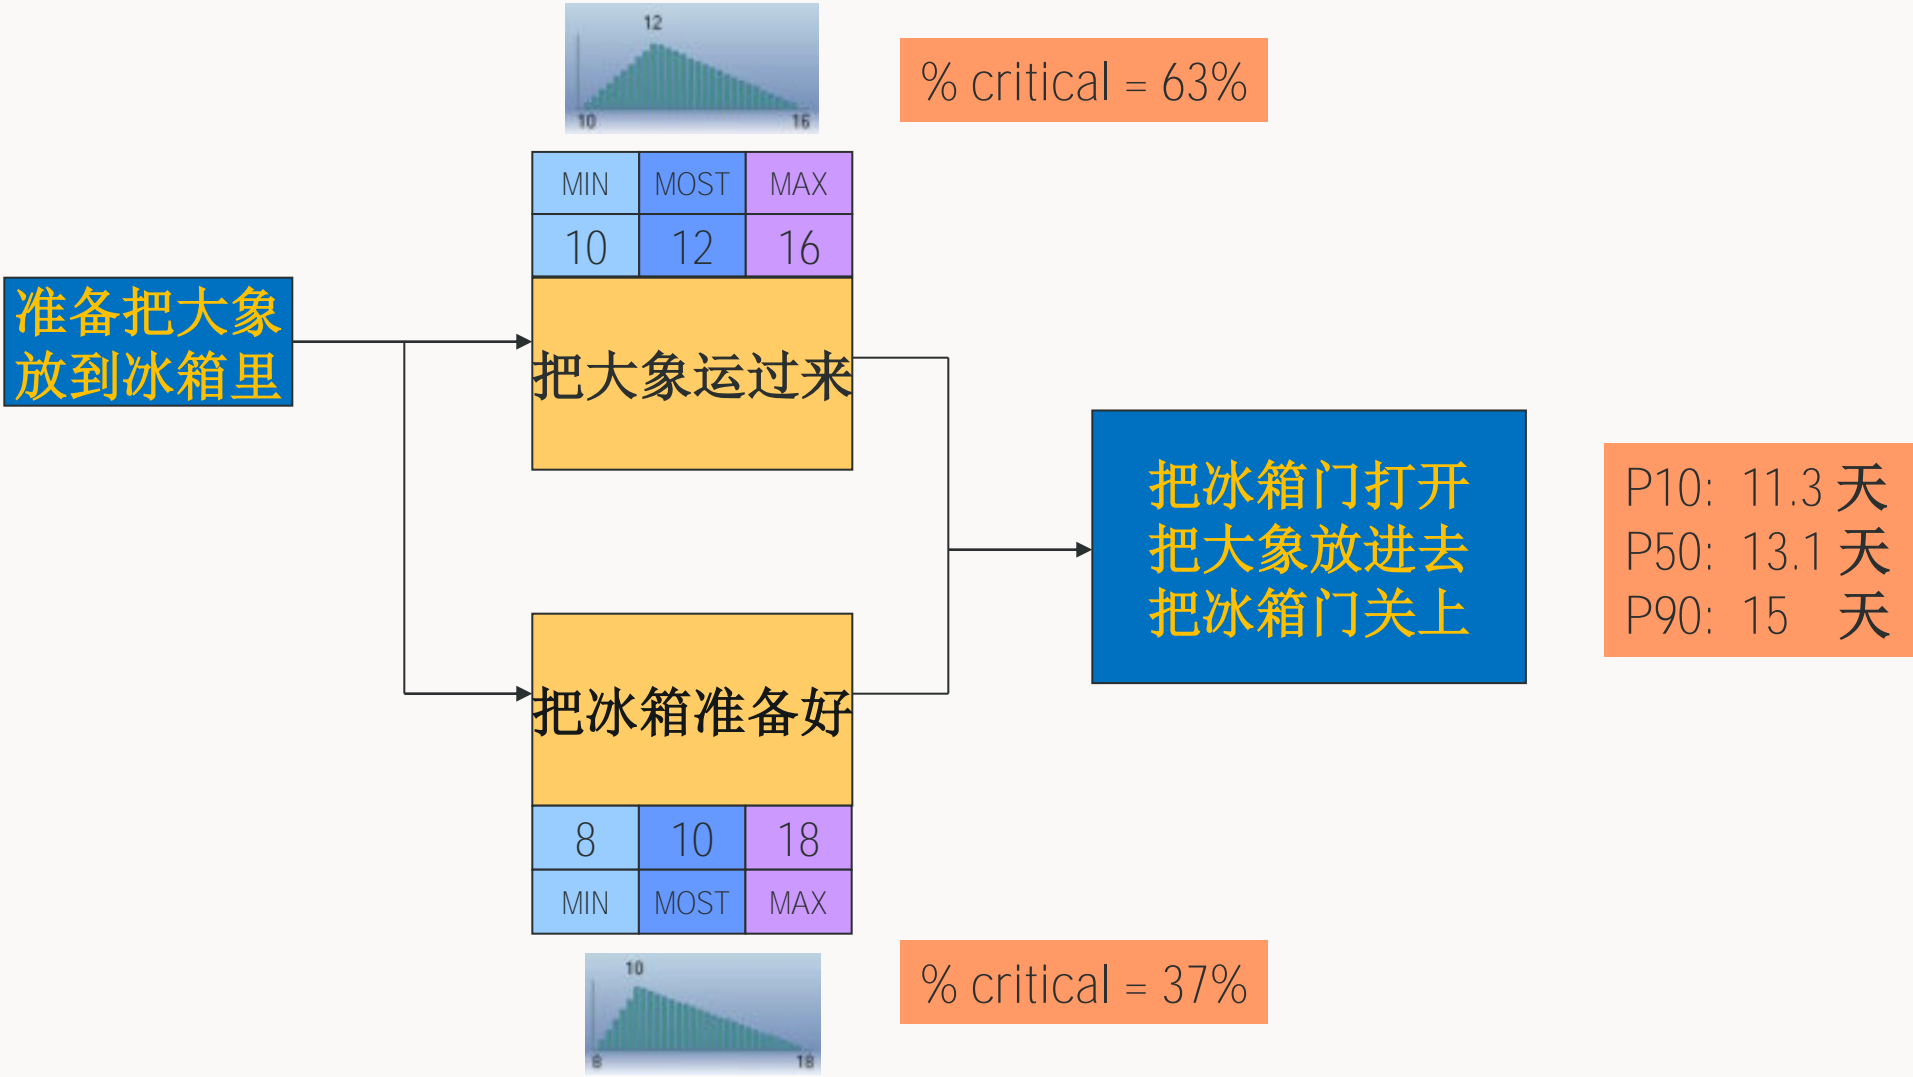 12
10 16
% critical = 63%
MIN MOST MAX
10 12 16
准备把大象
放到冰箱里
把大象运过来
把冰箱门打开
把大象放进去
把冰箱门关上
P10: 11.3 天
P50: 13.1 天
P90: 15 天
把冰箱准备好
8 10 18
MIN MOST MAX
10
8 18
% critical = 37%